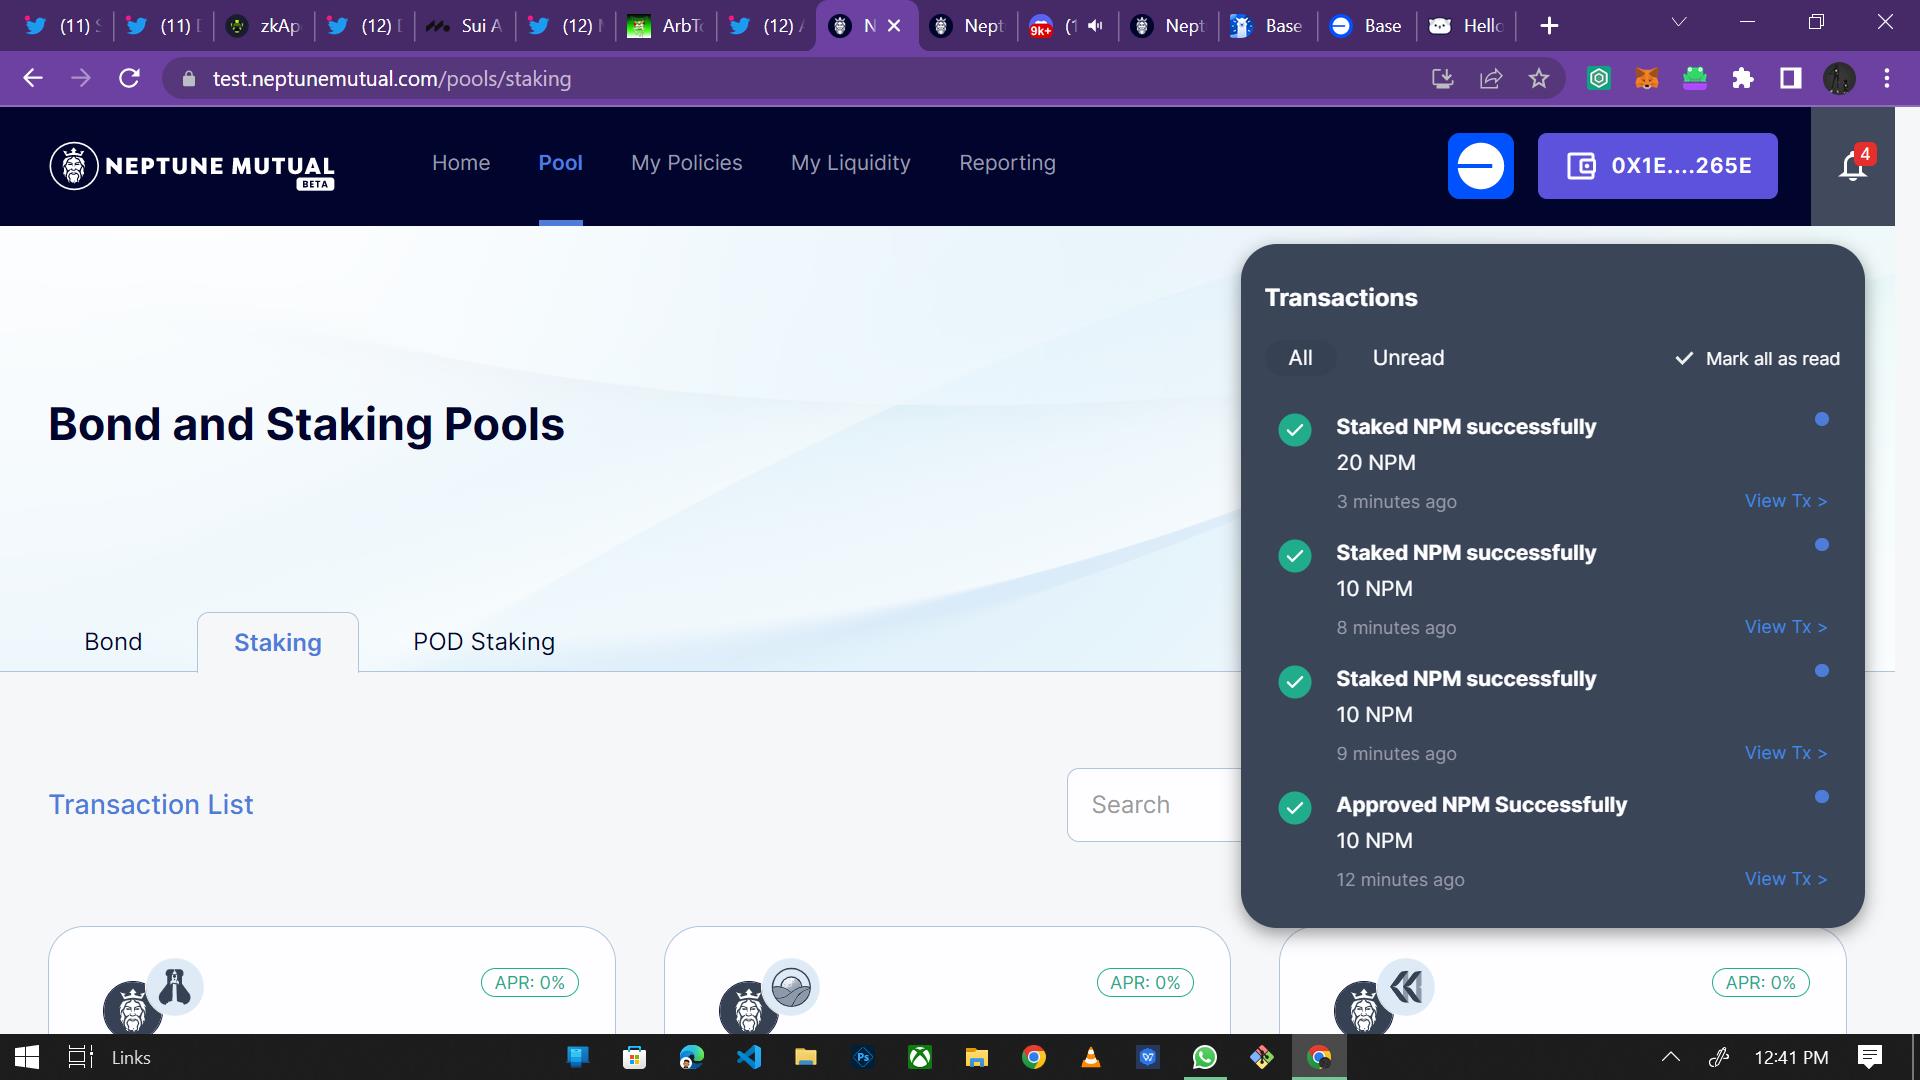 (11) S
(11) D
zkAp
(12) D
Sui A
(12) M
ArbTo
(12) A
N
Nept
9k+
(1
Nept
Base
Base
Hello
test.neptunemutual.com/pools/staking
NEPTUNE MUTUAL
BETA
Home
Pool
My Policies
My Liquidity
Reporting
0X1E....265E
4
Bond and Staking Pools
Bond
Staking
POD Staking
Transaction List
Search
Transactions
All
Unread
Mark all as read
Staked NPM successfully
20 NPM
3 minutes ago
View Tx >
Staked NPM successfully
10 NPM
8 minutes ago
View Tx >
Staked NPM successfully
10 NPM
9 minutes ago
View Tx >
Approved NPM Successfully
10 NPM
12 minutes ago
View Tx >
APR: 0%
APR: 0%
APR: 0%
Links
Ps
12:41 PM